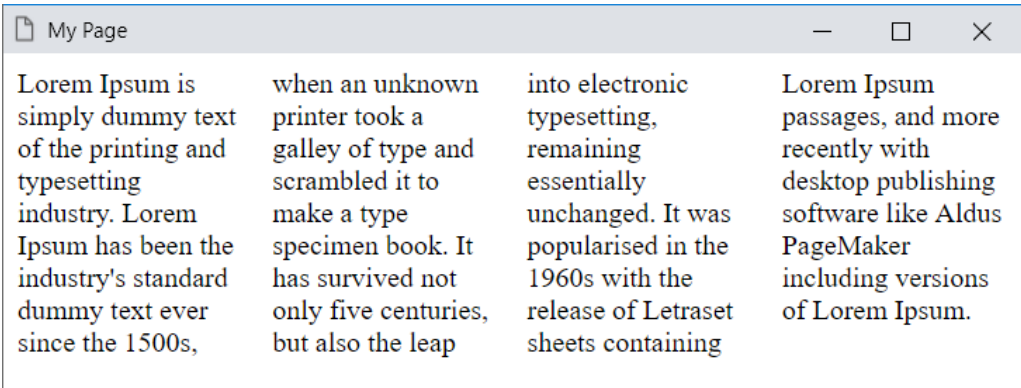 My Page
Lorem Ipsum is
simply dummy text
of the printing and
typesetting
industry. Lorem
Ipsum has been the
industry's standard
dummy text ever
since the 1500s,
when an unknown
printer took a
galley of type and
scrambled it to
make a type
specimen book. It
has survived not
only five centuries,
but also the leap
into electronic
typesetting,
remaining
essentially
unchanged. It was
popularised in the
1960s with the
release of Letraset
sheets containing
Lorem Ipsum
passages, and more
recently with
desktop publishing
software like Aldus
PageMaker
including versions
of Lorem Ipsum.